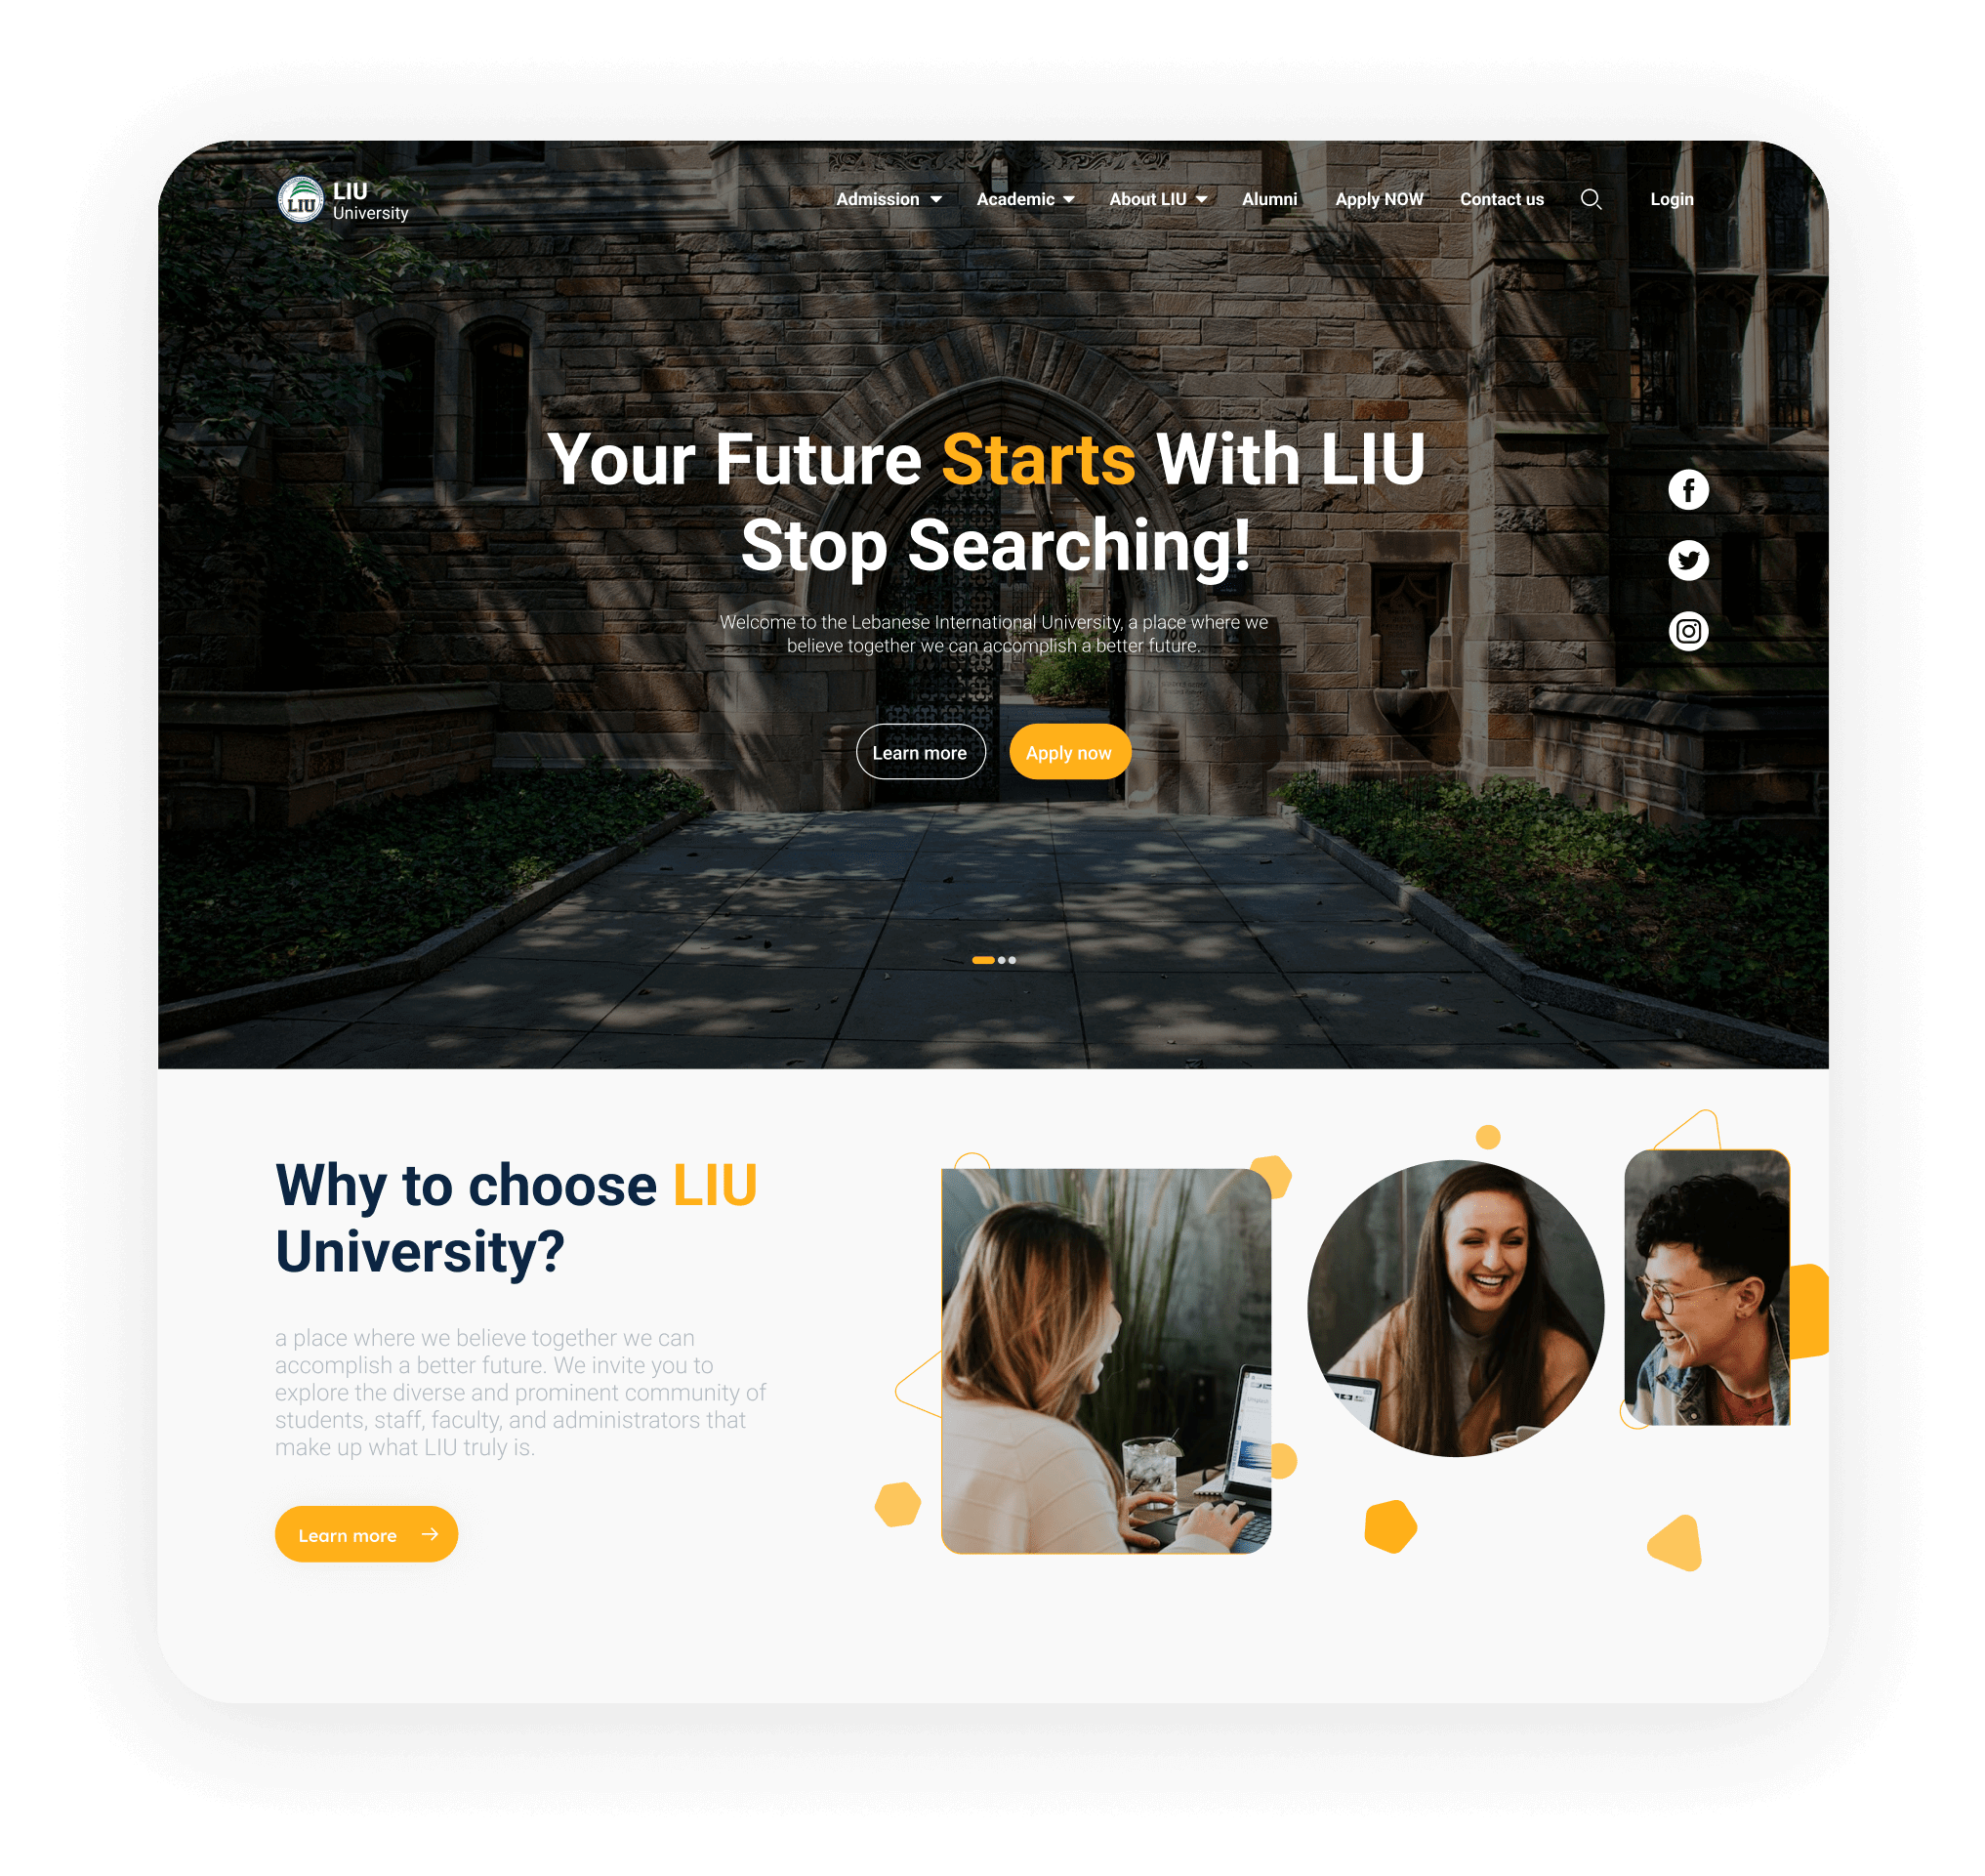 LIU
LIU
University
Admission
Academic
About LIU
Alumni
Apply NOW
Contact us
Login
Your Future Starts With LIU
Stop Searching!
Welcome to the Lebanese International University, a place where we
believe together we can accomplish a better future.
100
Learn more
Apply now
Why to choose LIU
University?
a place where we believe together we can
accomplish a better future. We invite you to
explore the diverse and prominent community of
students, staff, faculty, and administrators that
make up what LIU truly is.
Learn more